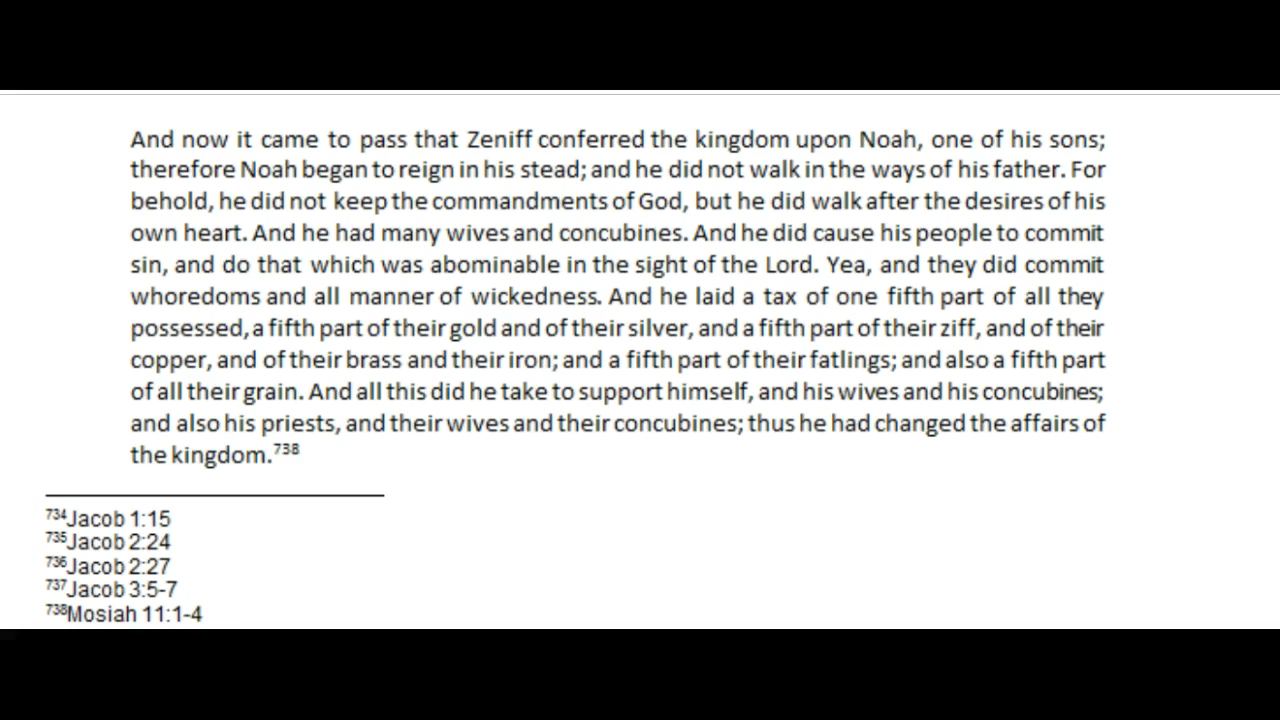 And now it came to pass that Zeniff conferred the kingdom upon Noah, one of his sons;
therefore Noah began to reign in his stead; and he did not walk in the ways of his father. For
behold, he did not keep the commandments of God, but he did walk after the desires of his
own heart. And he had many wives and concubines. And he did cause his people to commit
sin, and do that which was abominable in the sight of the Lord. Yea, and they did commit
whoredoms and all manner of wickedness. And he laid a tax of one fifth part of all they
possessed, a fifth part of their gold and of their silver, and a fifth part of their ziff, and of their
copper, and of their brass and their iron; and a fifth part of their fatlings; and also a fifth part
of all their grain. And all this did he take to support himself, and his wives and his concubines;
and also his priests, and their wives and their concubines; thus he had changed the affairs of
the kingdom.738
734Jacob 1:15
735Jacob 2:24
736Jacob 2:27
737Jacob 3:5-7
738Mosiah 11:1-4